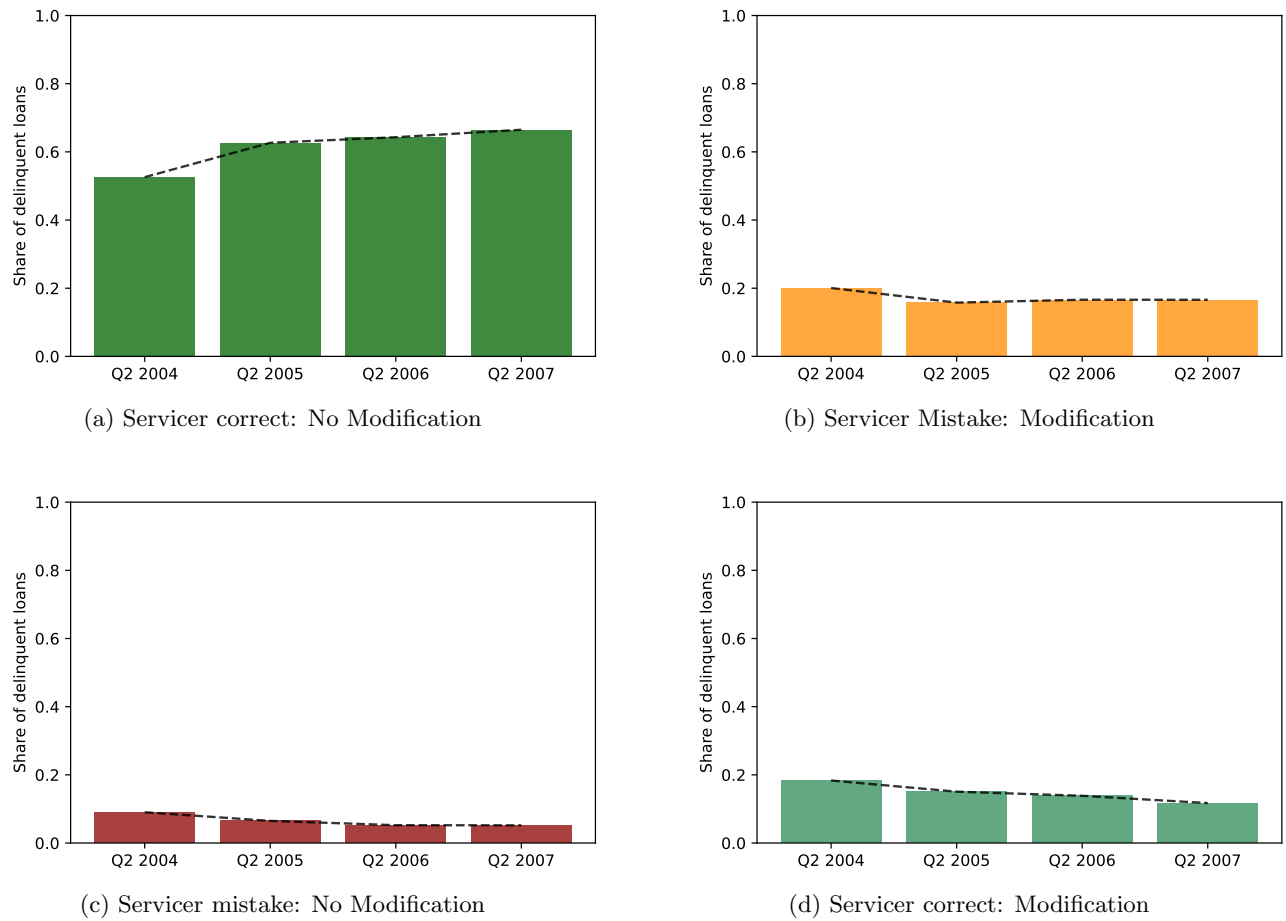 1.0
0.8
0.6
0.4
0.2
0.0
Share of delinquent loans
Q2 2004 Q2 2005 Q2 2006 Q2 2007
(a) Servicer correct: No Modification
1.0
0.8
0.6
0.4
0.2
0.0
Share of delinquent loans
Q2 2004 Q2 2005 Q2 2006 Q2 2007
(b) Servicer Mistake: Modification
1.0
0.8
0.6
0.4
0.2
0.0
Share of delinquent loans
Q2 2004 Q2 2005 Q2 2006 Q2 2007
(c) Servicer mistake: No Modification
1.0
0.8
0.6
0.4
0.2
0.0
Share of delinquent loans
Q2 2004 Q2 2005 Q2 2006 Q2 2007
(d) Servicer correct: Modification